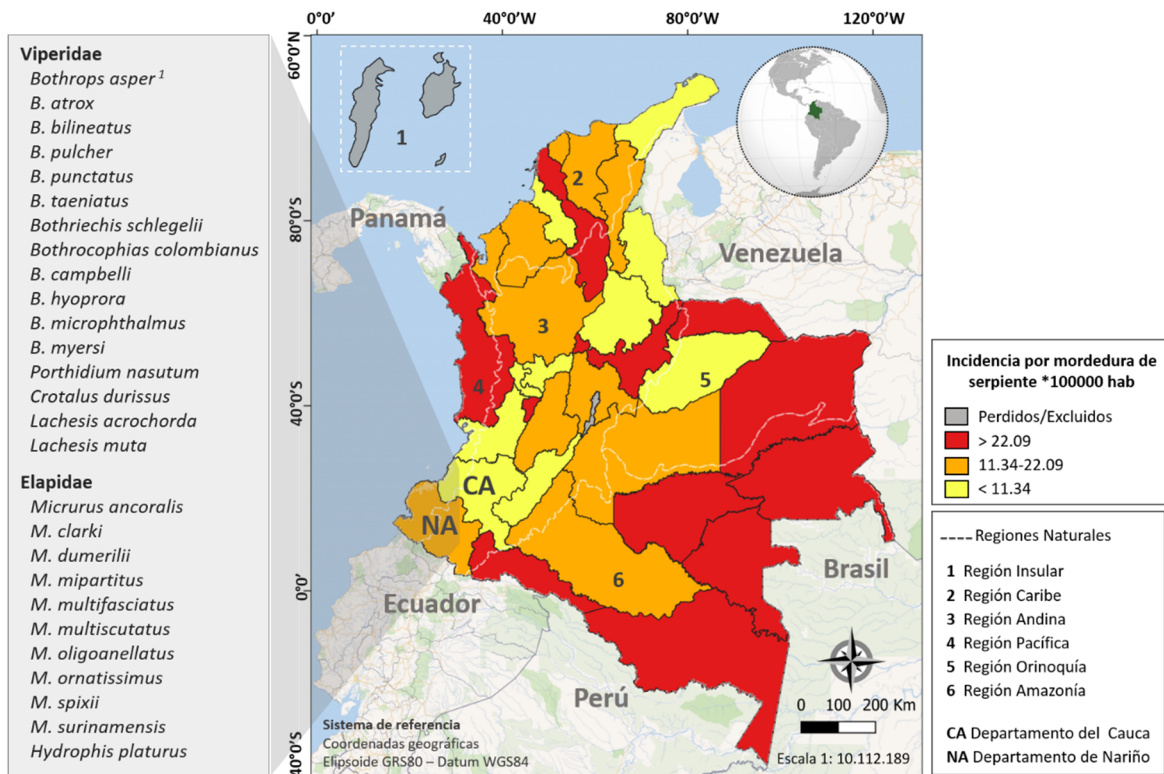 0°0' 40°0'W 80°0'W 120°0'W
60°0'N
80°0'S
40°0'S
0°0'
40°0'S
Viperidae
Bothrops asper¹
B. atrox
B. bilineatus
B. pulcher
B. punctatus
B. taeniatus
Bothriechis schlegelii
Bothrocophias colombianus
B. campbelli
B. hyoprora
B. microphthalmus
B. myersi
Porthidium nasutum
Crotalus durissus
Lachesis acrochorda
Lachesis muta
Elapidae
Micrurus ancoralis
M. clarki
M. dumerilii
M. mipartitus
M. multifasciatus
M. multiscutatus
M. oligoanellatus
M. ornatissimus
M. spixii
M. surinamensis
Hydrophis platurus
1
2
Panamá
Venezuela
3
4
5
CA
NA
6
Ecuador
Brasil
Perú
Sistema de referencia
Coordenadas geográficas
Elipsoide GRS80 – Datum WGS84
0 100 200 Km
Escala 1: 10.112.189
Incidencia por mordedura de
serpiente *100000 hab
Perdidos/Excluidos
> 22.09
11.34-22.09
< 11.34
Regiones Naturales
1 Región Insular
2 Región Caribe
3 Región Andina
4 Región Pacífica
5 Región Orinoquía
6 Región Amazonía
CA Departamento del Cauca
NA Departamento de Nariño